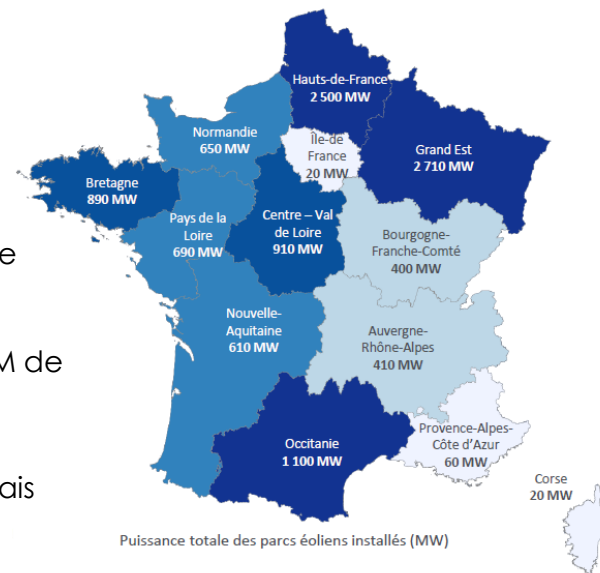 Hauts-de-France
2 500 MW
Normandie
650 MW
Île-de
France
20 MW
Grand Est
2 710 MW
Bretagne
890 MW
Pays de la
Loire
690 MW
Centre – Val
de Loire
910 MW
Bourgogne-
Franche-Comté
400 MW
e
Nouvelle-
Aquitaine
610 MW
Auvergne-
Rhône-Alpes
410 MW
M de
Occitanie
1 100 MW
Provence-Alpes-
Côte d'Azur
60 MW
ais
Corse
20 MW
Puissance totale des parcs éoliens installés (MW)